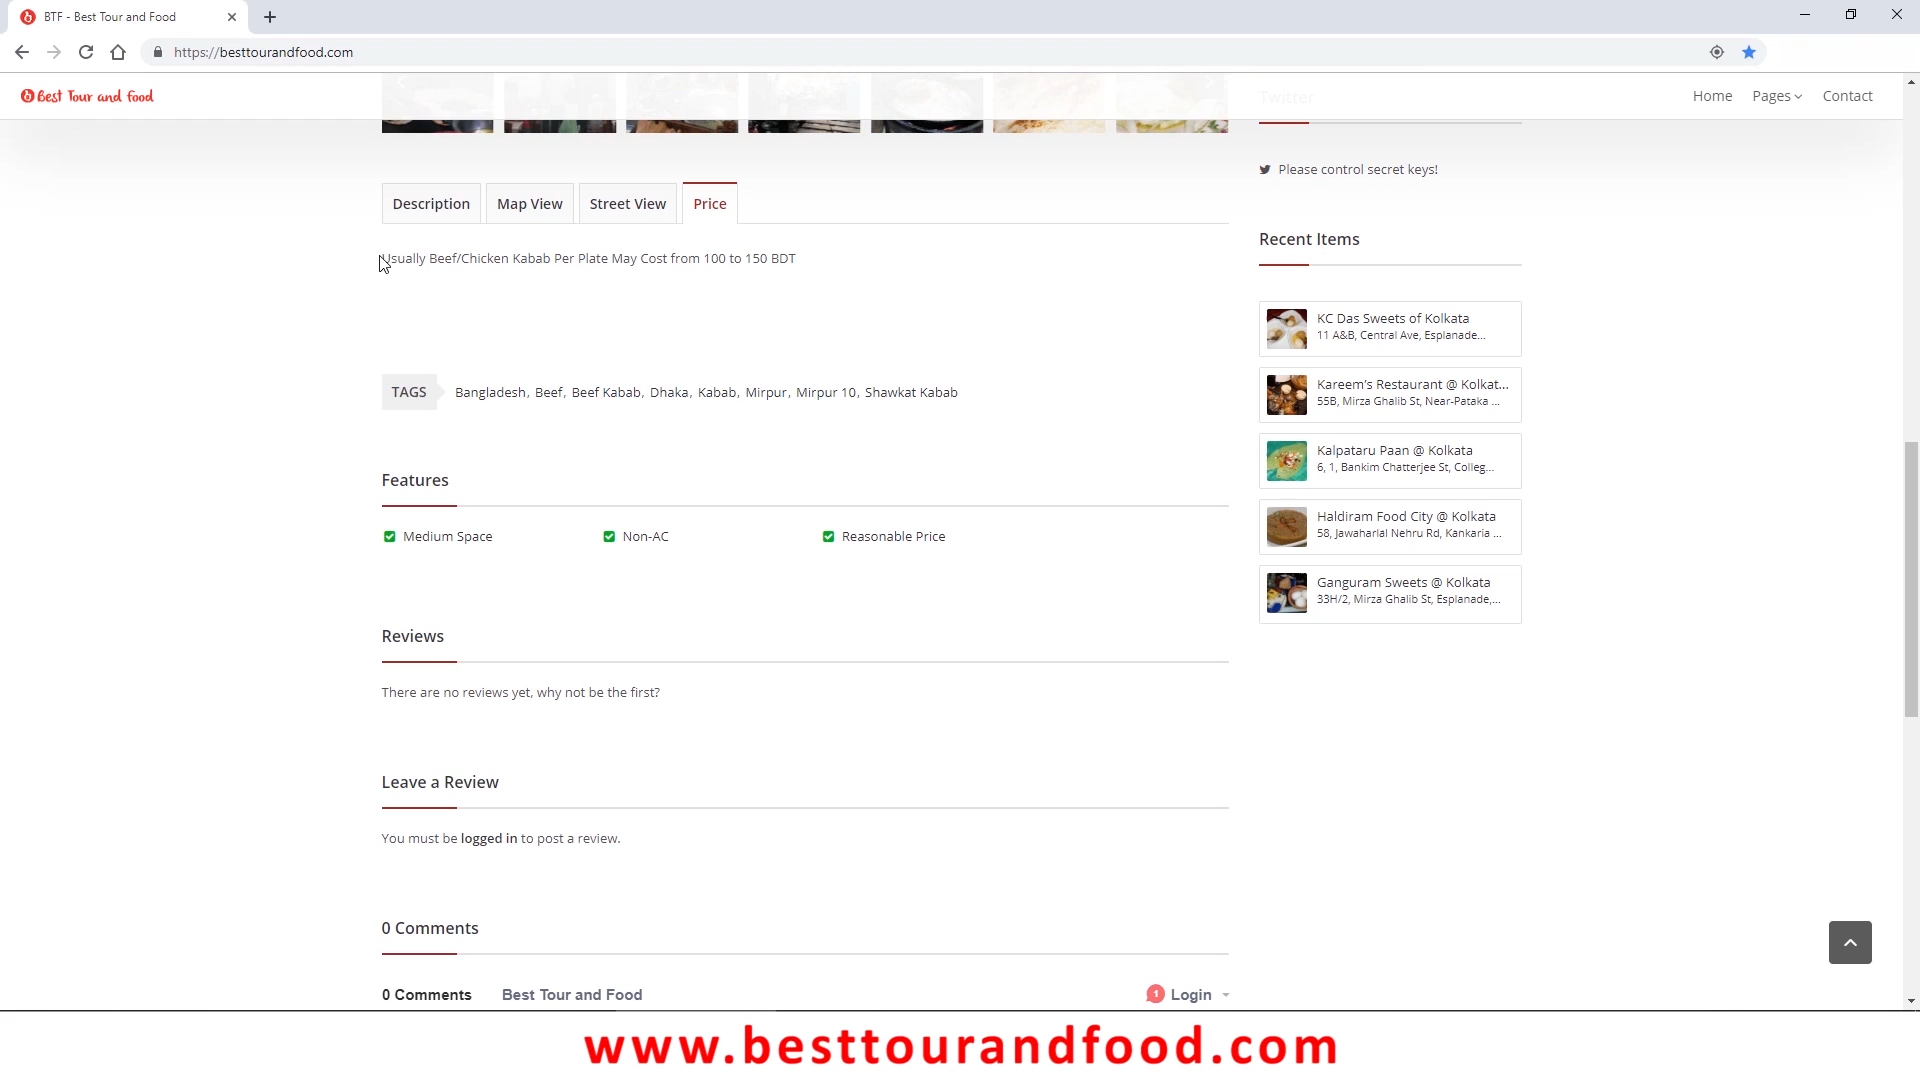 BTF - Best Tour and Food
https://besttourandfood.com
Best Tour and food
Home
Pages
Contact
Twitter
Please control secret keys!
Description
Map View
Street View
Price
Usually Beef/Chicken Kabab Per Plate May Cost from 100 to 150 BDT
TAGS
Bangladesh, Beef, Beef Kabab, Dhaka, Kabab, Mirpur, Mirpur 10, Shawkat Kabab
Features
Medium Space
Non-AC
Reasonable Price
Reviews
There are no reviews yet, why not be the first?
Leave a Review
You must be logged in to post a review.
0 Comments
0 Comments
Best Tour and Food
1 Login
Recent Items
KC Das Sweets of Kolkata
11 A&B, Central Ave, Esplanade...
Kareem's Restaurant @ Kolkat...
55B, Mirza Ghalib St, Near-Pataka ...
Kalpataru Paan @ Kolkata
6, 1, Bankim Chatterjee St, Colleg...
Haldiram Food City @ Kolkata
58, Jawaharlal Nehru Rd, Kankaria ...
Ganguram Sweets @ Kolkata
33H/2, Mirza Ghalib St, Esplanade,...
www.besttourandfood.com